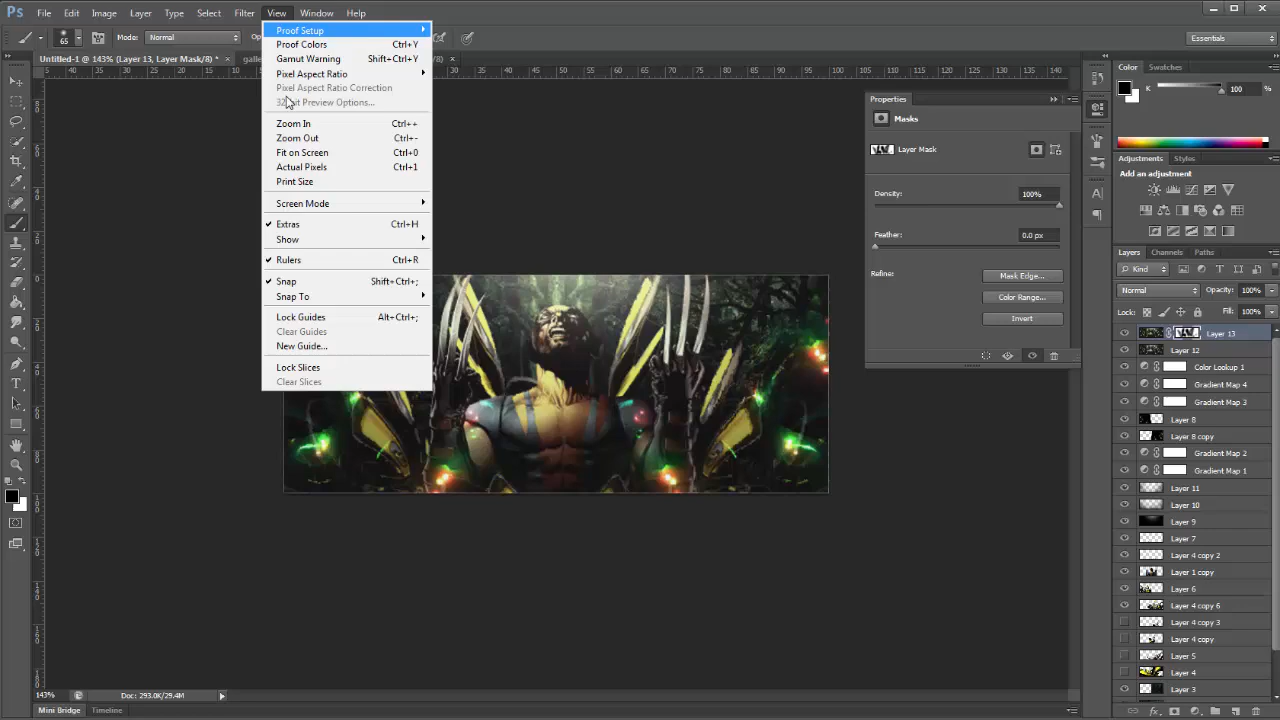 Ps File Edit Image Layer Type Select Filter View Window Help
65 Mode: Normal Essentials
Untitled-1 @ 143% (Layer 13, Layer Mask/8) * × /8) ×
Proof Setup
Proof Colors Ctrl+Y
Gamut Warning Shift+Ctrl+Y
Pixel Aspect Ratio
Pixel Aspect Ratio Correction
Preview Options...
Zoom In Ctrl++
Zoom Out Ctrl+-
Fit on Screen Ctrl+0
Actual Pixels Ctrl+1
Print Size
Screen Mode
Extras Ctrl+H
Show
Rulers Ctrl+R
Snap Shift+Ctrl+;
Snap To
Lock Guides Alt+Ctrl+;
Clear Guides
New Guide...
Lock Slices
Clear Slices
Properties
Masks
Layer Mask
Density: 100%
Feather: 0.0 px
Refine: Mask Edge...
Color Range...
Invert
Color Swatches
K 100 %
Adjustments Styles
Add an adjustment
Layers Channels Paths
Kind
Normal Opacity: 100%
Lock: Fill: 100%
Layer 13
Layer 12
Color Lookup 1
Gradient Map 4
Gradient Map 3
Layer 8
Layer 8 copy
Gradient Map 2
Gradient Map 1
Layer 11
Layer 10
Layer 9
Layer 7
Layer 4 copy 2
Layer 1 copy
Layer 6
Layer 4 copy 6
Layer 4 copy 3
Layer 4 copy
Layer 5
Layer 4
Layer 3
143% Doc: 293.0K/29.4M
Mini Bridge Timeline